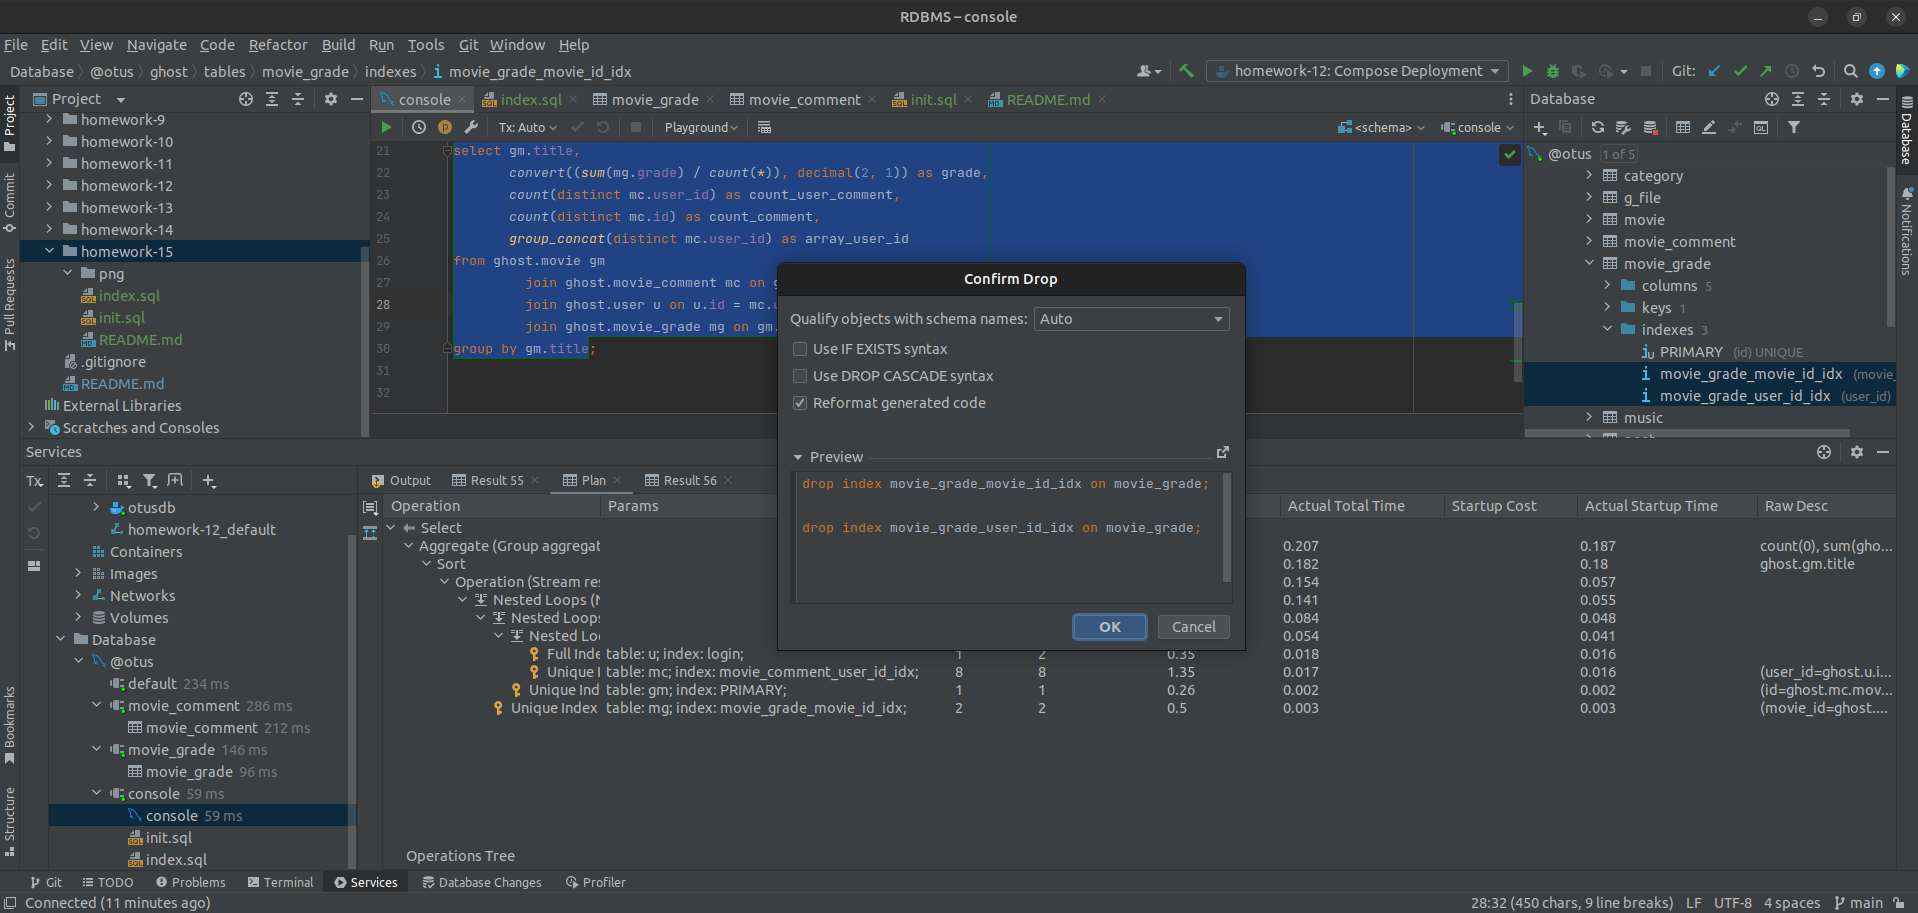 RDBMS – console
File Edit View Navigate Code Refactor Build Run Tools Git Window Help
Database @otus ghost tables movie_grade indexes i movie_grade_movie_id_idx
homework-12: Compose Deployment
Git:
Project
console
index.sql
movie_grade
movie_comment
init.sql
README.md
Database
Tx: Auto
Playground
<schema>
console
homework-9
homework-10
homework-11
homework-12
homework-13
homework-14
homework-15
png
index.sql
init.sql
README.md
.gitignore
README.md
External Libraries
Scratches and Consoles
21 select gm.title,
22 convert((sum(mg.grade) / count(*)), decimal(2, 1)) as grade,
23 count(distinct mc.user_id) as count_user_comment,
24 count(distinct mc.id) as count_comment,
25 group_concat(distinct mc.user_id) as array_user_id
26 from ghost.movie gm
27 join ghost.movie_comment mc on g
28 join ghost.user u on u.id = mc.u
29 join ghost.movie_grade mg on gm.
30 group by gm.title;
31
32
Confirm Drop
Qualify objects with schema names: Auto
Use IF EXISTS syntax
Use DROP CASCADE syntax
Reformat generated code
Preview
drop index movie_grade_movie_id_idx on movie_grade;
drop index movie_grade_user_id_idx on movie_grade;
OK Cancel
@otus 1 of 5
category
g_file
movie
movie_comment
movie_grade
columns 5
keys 1
indexes 3
PRIMARY (id) UNIQUE
i movie_grade_movie_id_idx (movie_
i movie_grade_user_id_idx (user_id)
music
Project
Commit
Pull Requests
Bookmarks
Structure
Database
Notifications
Services
Tx
otusdb
homework-12_default
Containers
Images
Networks
Volumes
Database
@otus
default 234 ms
movie_comment 286 ms
movie_comment 212 ms
movie_grade 146 ms
movie_grade 96 ms
console 59 ms
console 59 ms
init.sql
index.sql
Output
Result 55
Plan
Result 56
Operation Params Actual Total Time Startup Cost Actual Startup Time Raw Desc
Select
Aggregate (Group aggregat 0.207 0.187 count(0), sum(gho...
Sort 0.182 0.18 ghost.gm.title
Operation (Stream res 0.154 0.057
Nested Loops (N 0.141 0.055
Nested Loops 0.084 0.048
Nested Loo 0.054 0.041
Full Inde table: u; index: login; 1 2 0.35 0.018 0.016
Unique I table: mc; index: movie_comment_user_id_idx; 8 8 1.35 0.017 0.016 (user_id=ghost.u.i...
Unique Ind table: gm; index: PRIMARY; 1 1 0.26 0.002 0.002 (id=ghost.mc.mov...
Unique Index table: mg; index: movie_grade_movie_id_idx; 2 2 0.5 0.003 0.003 (movie_id=ghost....
Operations Tree
Git TODO Problems Terminal Services Database Changes Profiler
Connected (11 minutes ago)
28:32 (450 chars, 9 line breaks) LF UTF-8 4 spaces main